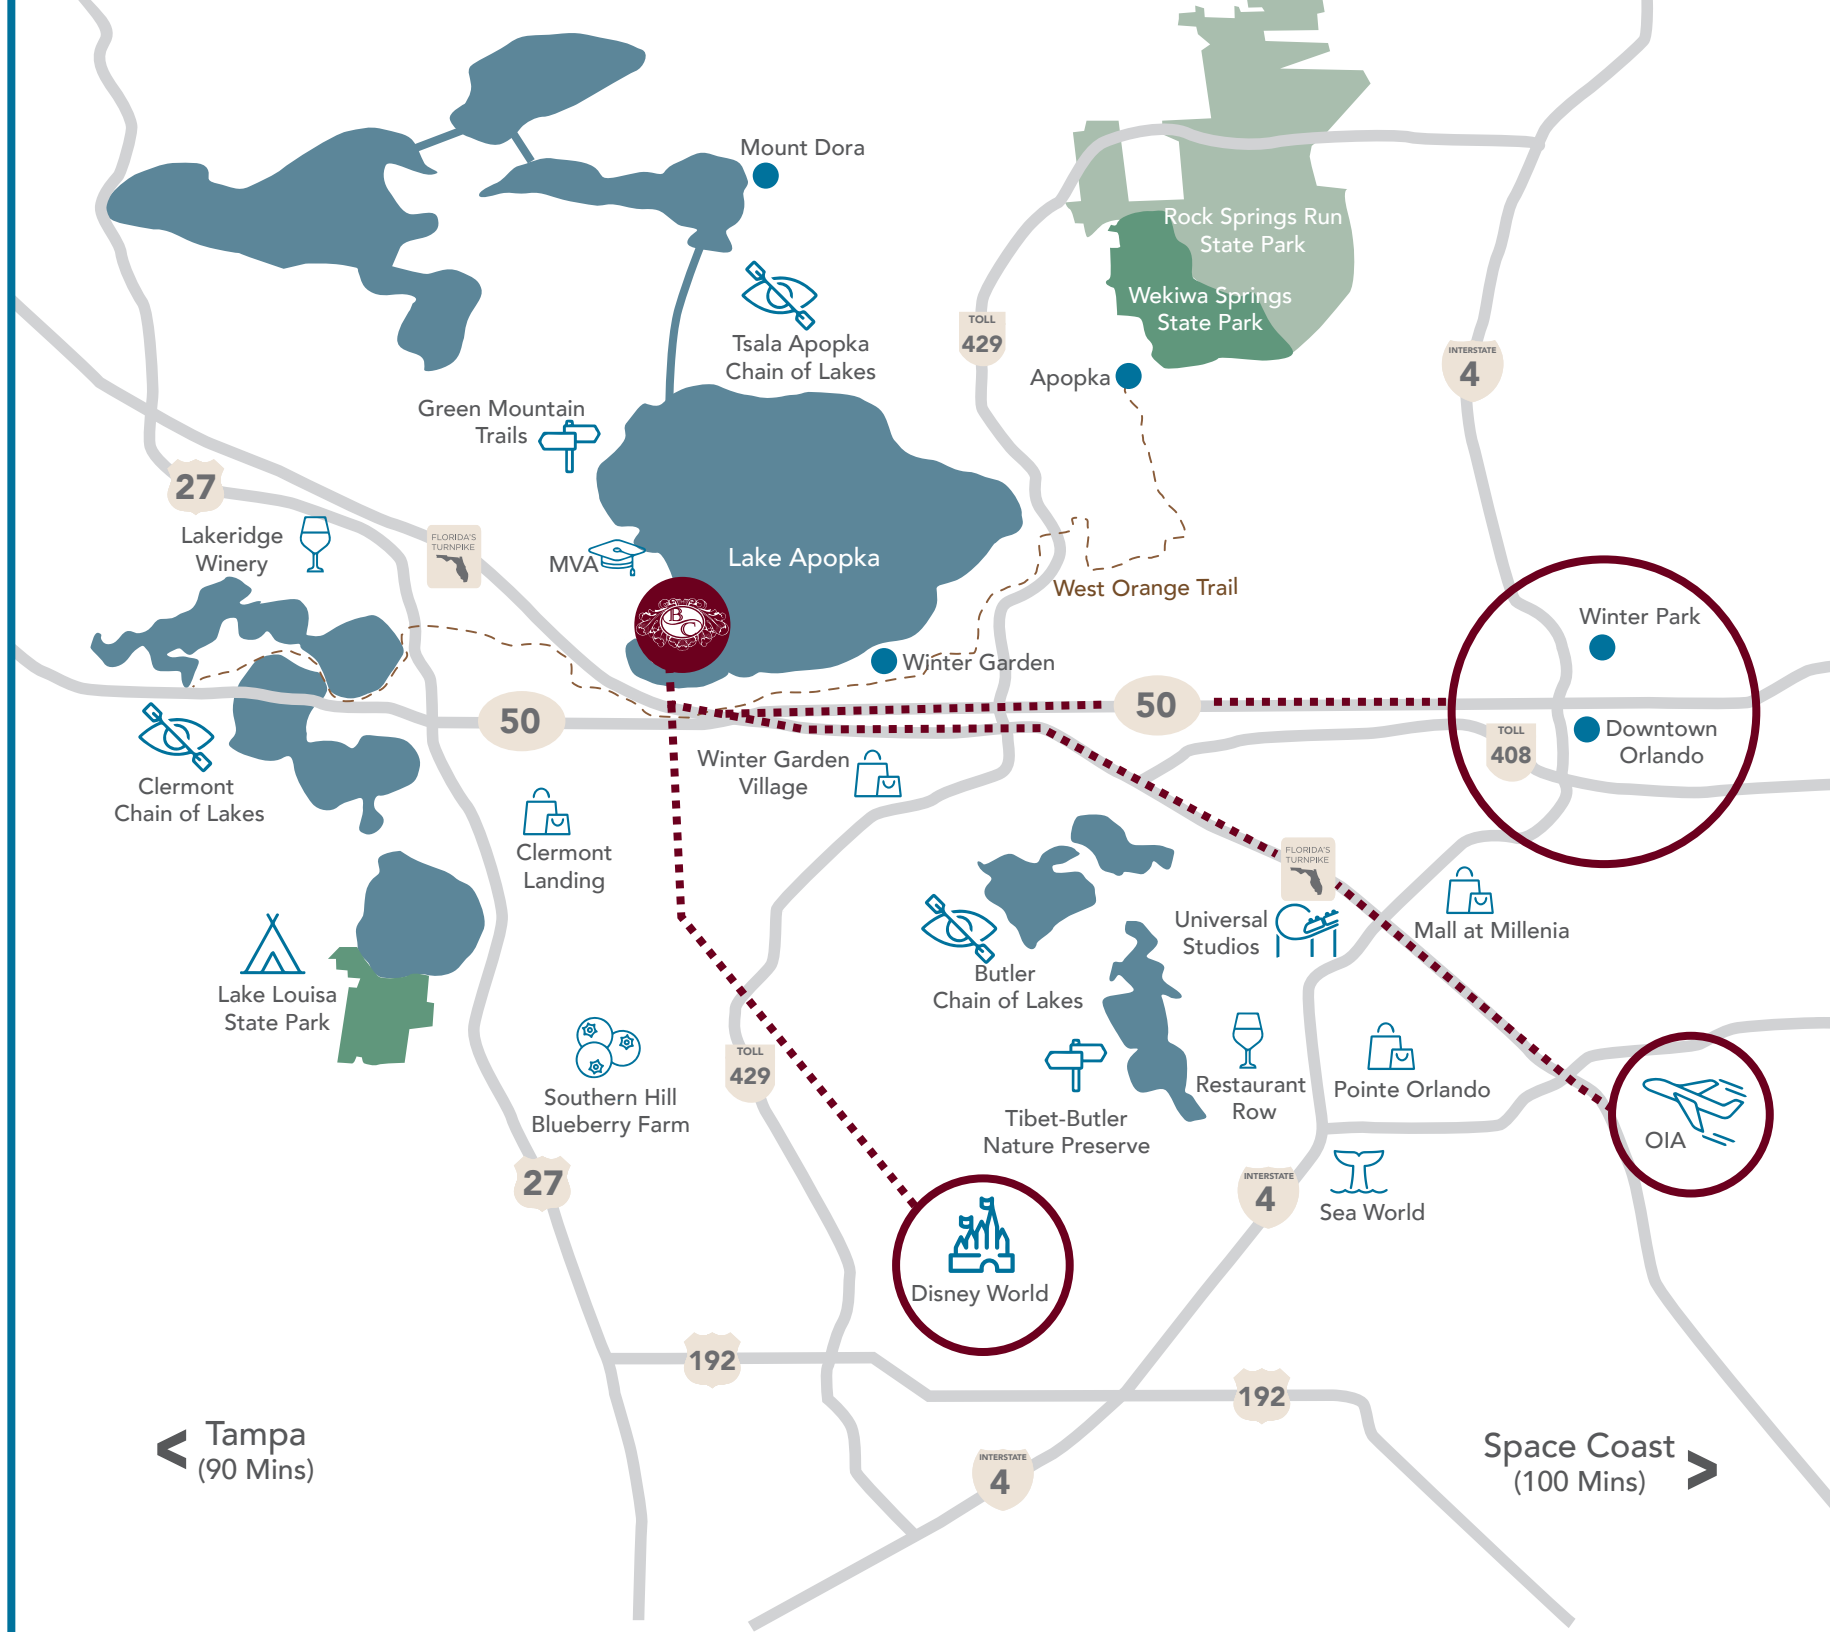 Mount Dora
Rock Springs Run
State Park
Wekiwa Springs
State Park
TOLL
429
INTERSTATE
4
Tsala Apopka
Chain of Lakes
Apopka
Green Mountain
Trails
27
Lakeridge
Winery
FLORIDA'S
TURNPIKE
MVA
Lake Apopka
West Orange Trail
B
C
Winter Park
Winter Garden
50
50
Downtown
Orlando
TOLL
408
Winter Garden
Village
Clermont
Chain of Lakes
Clermont
Landing
FLORIDA'S
TURNPIKE
Universal
Studios
Mall at Millenia
Butler
Chain of Lakes
Lake Louisa
State Park
TOLL
429
Southern Hill
Blueberry Farm
Restaurant
Row
Pointe Orlando
Tibet-Butler
Nature Preserve
OIA
27
INTERSTATE
4
Sea World
Disney World
192
192
< Tampa
(90 Mins)
Space Coast >
(100 Mins)
INTERSTATE
4